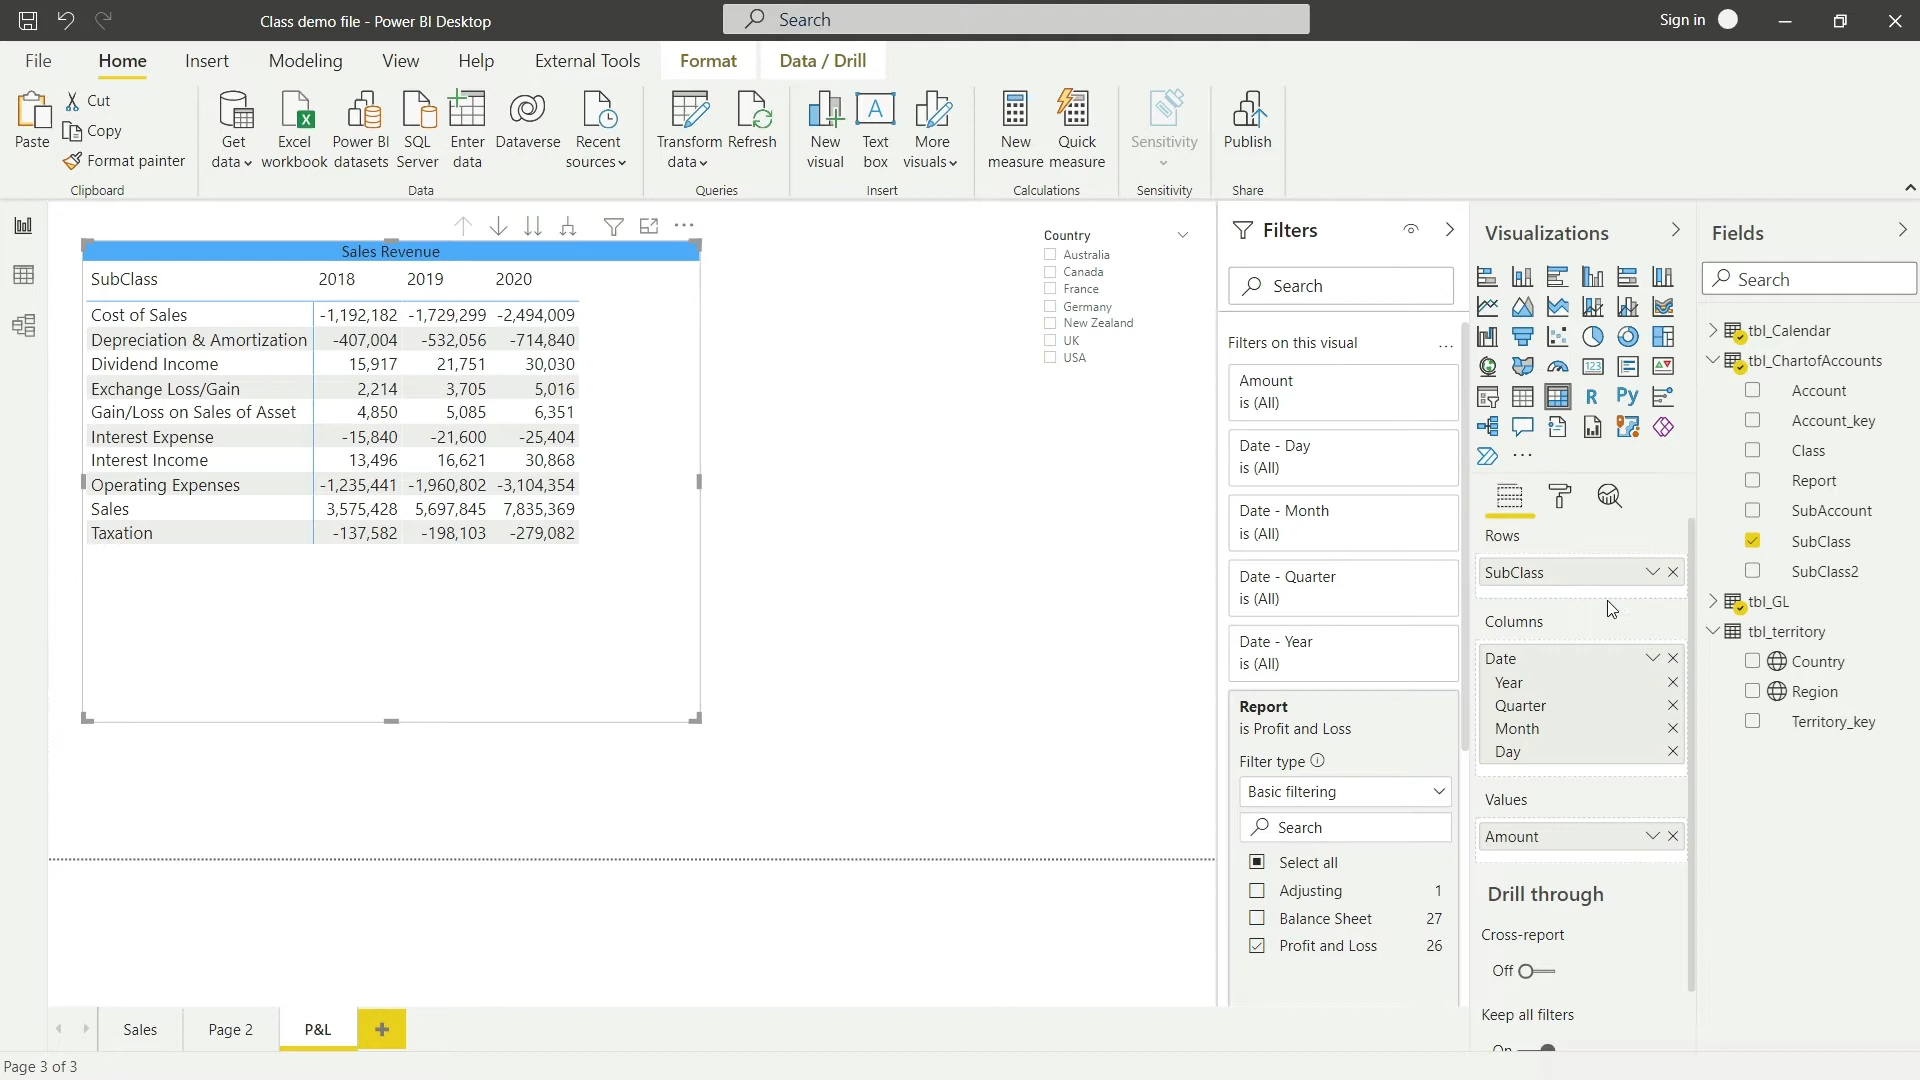 Class demo file - Power BI Desktop
Search
Sign in
File Home Insert Modeling View Help External Tools Format Data / Drill
Paste
Cut
Copy
Format painter
Clipboard
Get data
Excel workbook
Power BI datasets
SQL Server
Enter data
Dataverse
Recent sources
Data
Transform data
Refresh
Queries
New visual
Text box
More visuals
Insert
New measure
Quick measure
Calculations
Sensitivity
Sensitivity
Publish
Share
Sales Revenue
SubClass 2018 2019 2020
Cost of Sales -1,192,182 -1,729,299 -2,494,009
Depreciation & Amortization -407,004 -532,056 -714,840
Dividend Income 15,917 21,751 30,030
Exchange Loss/Gain 2,214 3,705 5,016
Gain/Loss on Sales of Asset 4,850 5,085 6,351
Interest Expense -15,840 -21,600 -25,404
Interest Income 13,496 16,621 30,868
Operating Expenses -1,235,441 -1,960,802 -3,104,354
Sales 3,575,428 5,697,845 7,835,369
Taxation -137,582 -198,103 -279,082
Country
Australia
Canada
France
Germany
New Zealand
UK
USA
Filters
Search
Filters on this visual
Amount
is (All)
Date - Day
is (All)
Date - Month
is (All)
Date - Quarter
is (All)
Date - Year
is (All)
Report
is Profit and Loss
Filter type
Basic filtering
Search
Select all
Adjusting 1
Balance Sheet 27
Profit and Loss 26
Visualizations
123
R
Py
Rows
SubClass
Columns
Date
Year
Quarter
Month
Day
Values
Amount
Drill through
Cross-report
Off
Keep all filters
On
Fields
Search
tbl_Calendar
tbl_ChartofAccounts
Account
Account_key
Class
Report
SubAccount
SubClass
SubClass2
tbl_GL
tbl_territory
Country
Region
Territory_key
Sales Page 2 P&L
Page 3 of 3